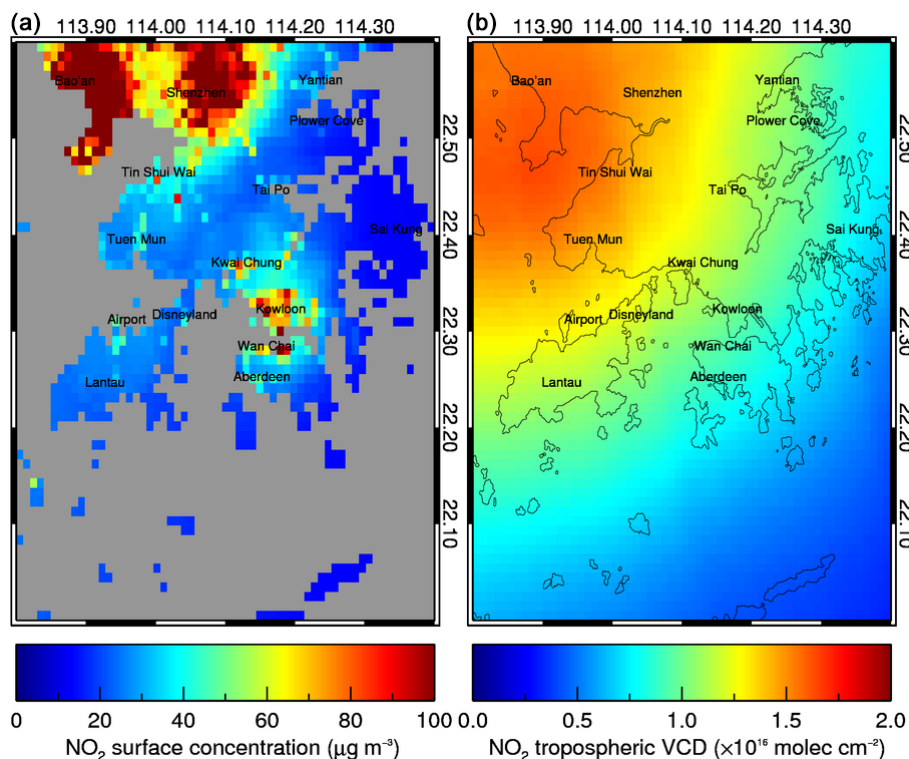 (a)
113.90 114.00 114.10 114.20 114.30
Bao'an
Shenzhen
Yantian
Plower Cove
22.50
Tin Shui Wai
Tai Po
Tuen Mun
Sai Kung
22.40
Kwai Chung
Airport
Disneyland
Kowloon
22.30
Wan Chai
Lantau
Aberdeen
22.20
22.10
0 20 40 60 80 100
NO₂ surface concentration (µg m⁻³)
(b)
113.90 114.00 114.10 114.20 114.30
Bao'an
Shenzhen
Yantian
Plower Cove
22.50
Tin Shui Wai
Tai Po
Tuen Mun
Sai Kung
22.40
Kwai Chung
Airport
Disneyland
Kowloon
22.30
Wan Chai
Lantau
Aberdeen
22.20
22.10
0.0 0.5 1.0 1.5 2.0
NO₂ tropospheric VCD (×10¹⁶ molec cm⁻²)